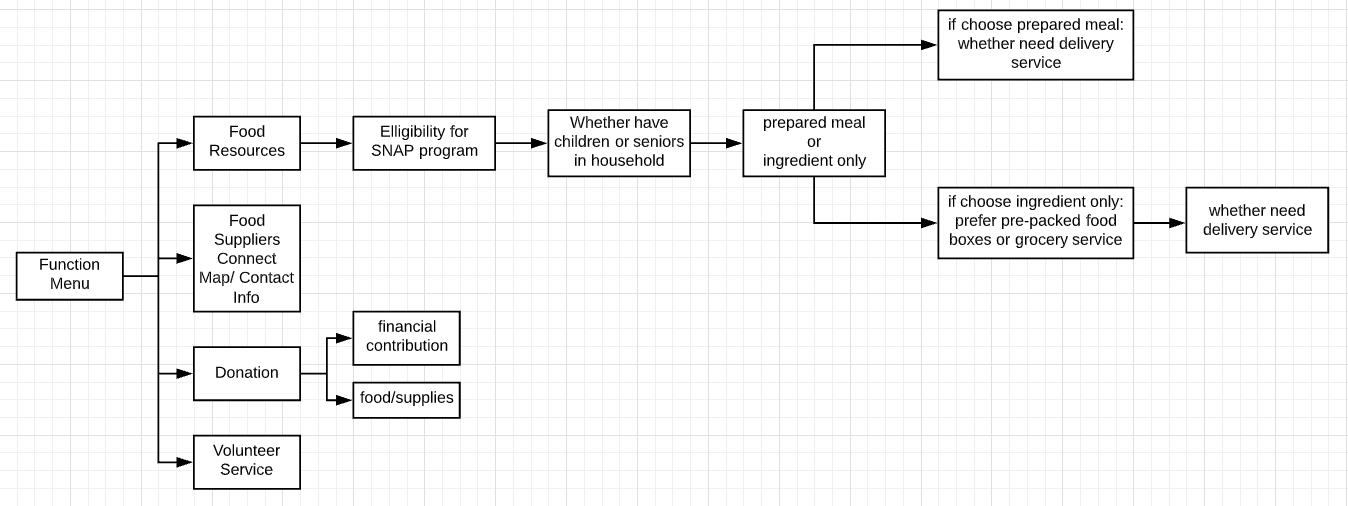 Function
Menu
Food
Resources
Elligibility for
SNAP program
Whether have
children or seniors
in household
prepared meal
or
ingredient only
if choose prepared meal:
whether need delivery
service
if choose ingredient only:
prefer pre-packed food
boxes or grocery service
whether need
delivery service
Food
Suppliers
Connect
Map/ Contact
Info
Donation
financial
contribution
food/supplies
Volunteer
Service